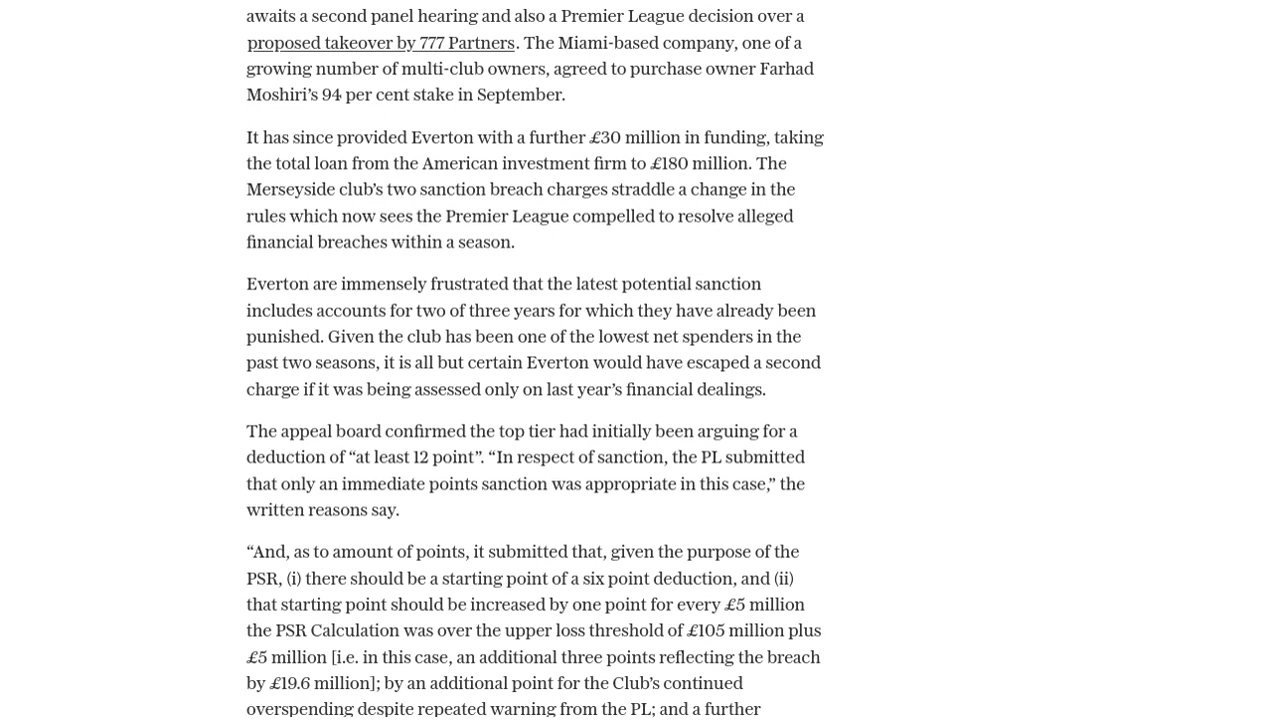 awaits a second panel hearing and also a Premier League decision over a
proposed takeover by 777 Partners. The Miami-based company, one of a
growing number of multi-club owners, agreed to purchase owner Farhad
Moshiri’s 94 per cent stake in September.
It has since provided Everton with a further £30 million in funding, taking
the total loan from the American investment firm to £180 million. The
Merseyside club’s two sanction breach charges straddle a change in the
rules which now sees the Premier League compelled to resolve alleged
financial breaches within a season.
Everton are immensely frustrated that the latest potential sanction
includes accounts for two of three years for which they have already been
punished. Given the club has been one of the lowest net spenders in the
past two seasons, it is all but certain Everton would have escaped a second
charge if it was being assessed only on last year’s financial dealings.
The appeal board confirmed the top tier had initially been arguing for a
deduction of “at least 12 point”. “In respect of sanction, the PL submitted
that only an immediate points sanction was appropriate in this case,” the
written reasons say.
“And, as to amount of points, it submitted that, given the purpose of the
PSR, (i) there should be a starting point of a six point deduction, and (ii)
that starting point should be increased by one point for every £5 million
the PSR Calculation was over the upper loss threshold of £105 million plus
£5 million [i.e. in this case, an additional three points reflecting the breach
by £19.6 million]; by an additional point for the Club’s continued
overspending despite repeated warning from the PL; and a further